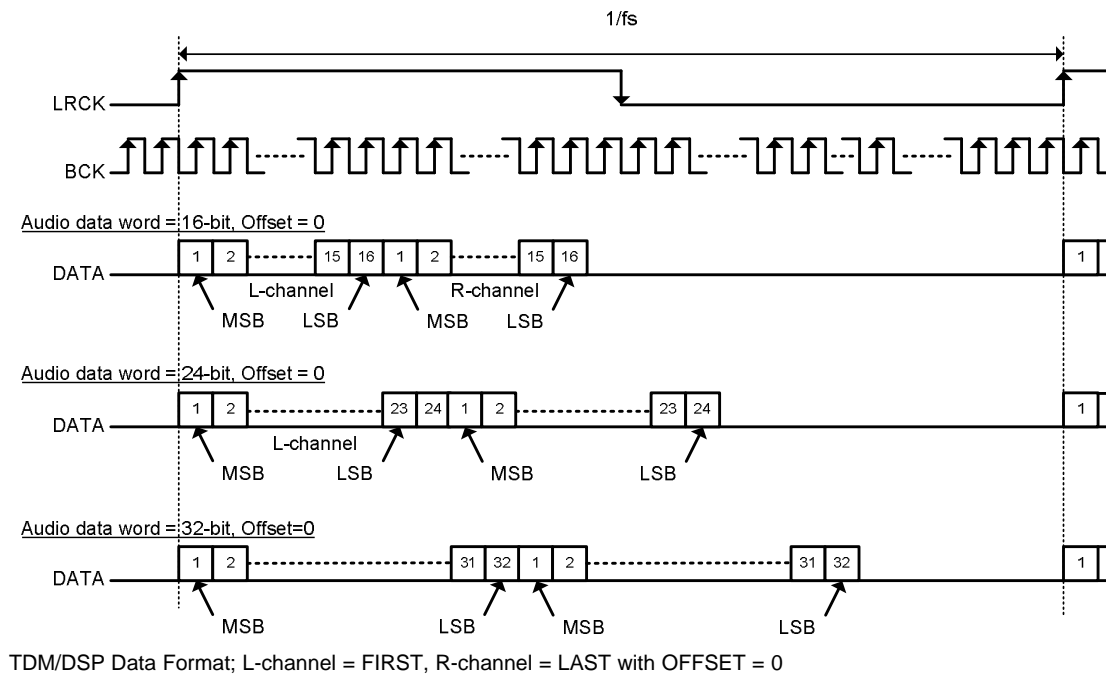 1/fs
LRCK
BCK
Audio data word = 16-bit, Offset = 0
DATA 1 2 15 16 1 2 15 16 1
L-channel R-channel
MSB LSB MSB LSB
Audio data word = 24-bit, Offset = 0
DATA 1 2 23 24 1 2 23 24 1
L-channel
MSB LSB MSB LSB
Audio data word = 32-bit, Offset=0
DATA 1 2 31 32 1 2 31 32 1
MSB LSB MSB LSB
TDM/DSP Data Format; L-channel = FIRST, R-channel = LAST with OFFSET = 0